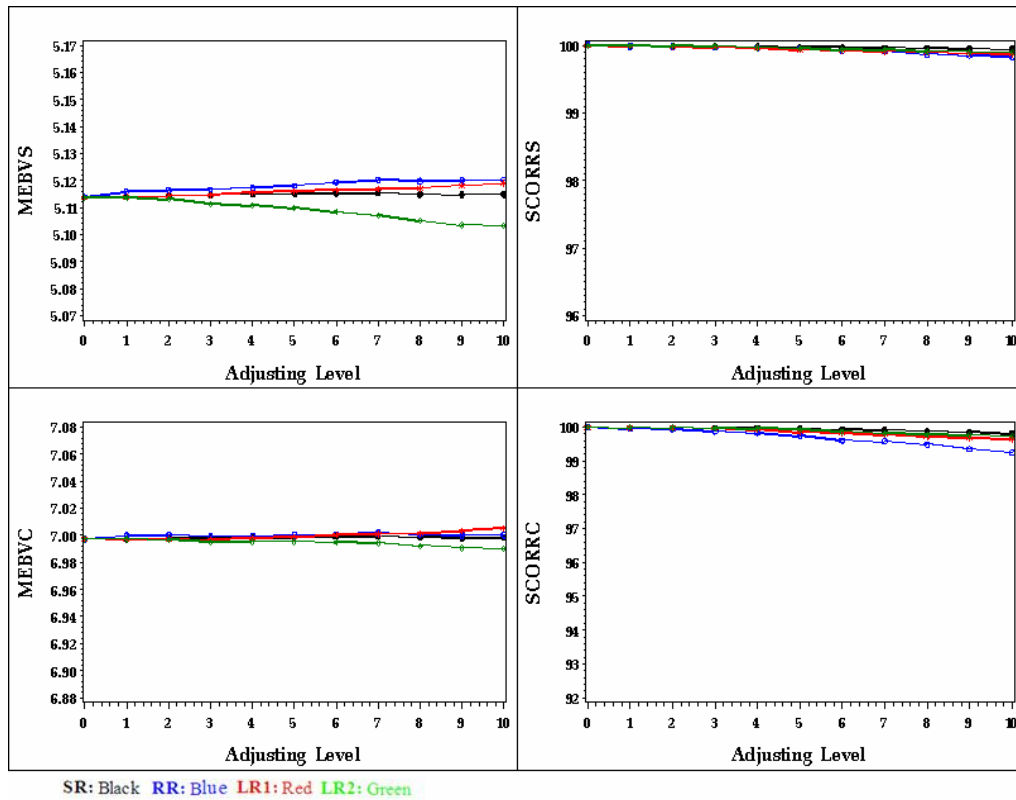 MEBVS
5.17
5.16
5.15
5.14
5.13
5.12
5.11
5.10
5.09
5.08
5.07
0 1 2 3 4 5 6 7 8 9 10
Adjusting Level
SCORRS
100
99
98
97
96
0 1 2 3 4 5 6 7 8 9 10
Adjusting Level
MEBVC
7.08
7.06
7.04
7.02
7.00
6.98
6.96
6.94
6.92
6.90
6.88
0 1 2 3 4 5 6 7 8 9 10
Adjusting Level
SCORRC
100
99
98
97
96
95
94
93
92
0 1 2 3 4 5 6 7 8 9 10
Adjusting Level
SR: Black RR: Blue LR1: Red LR2: Green